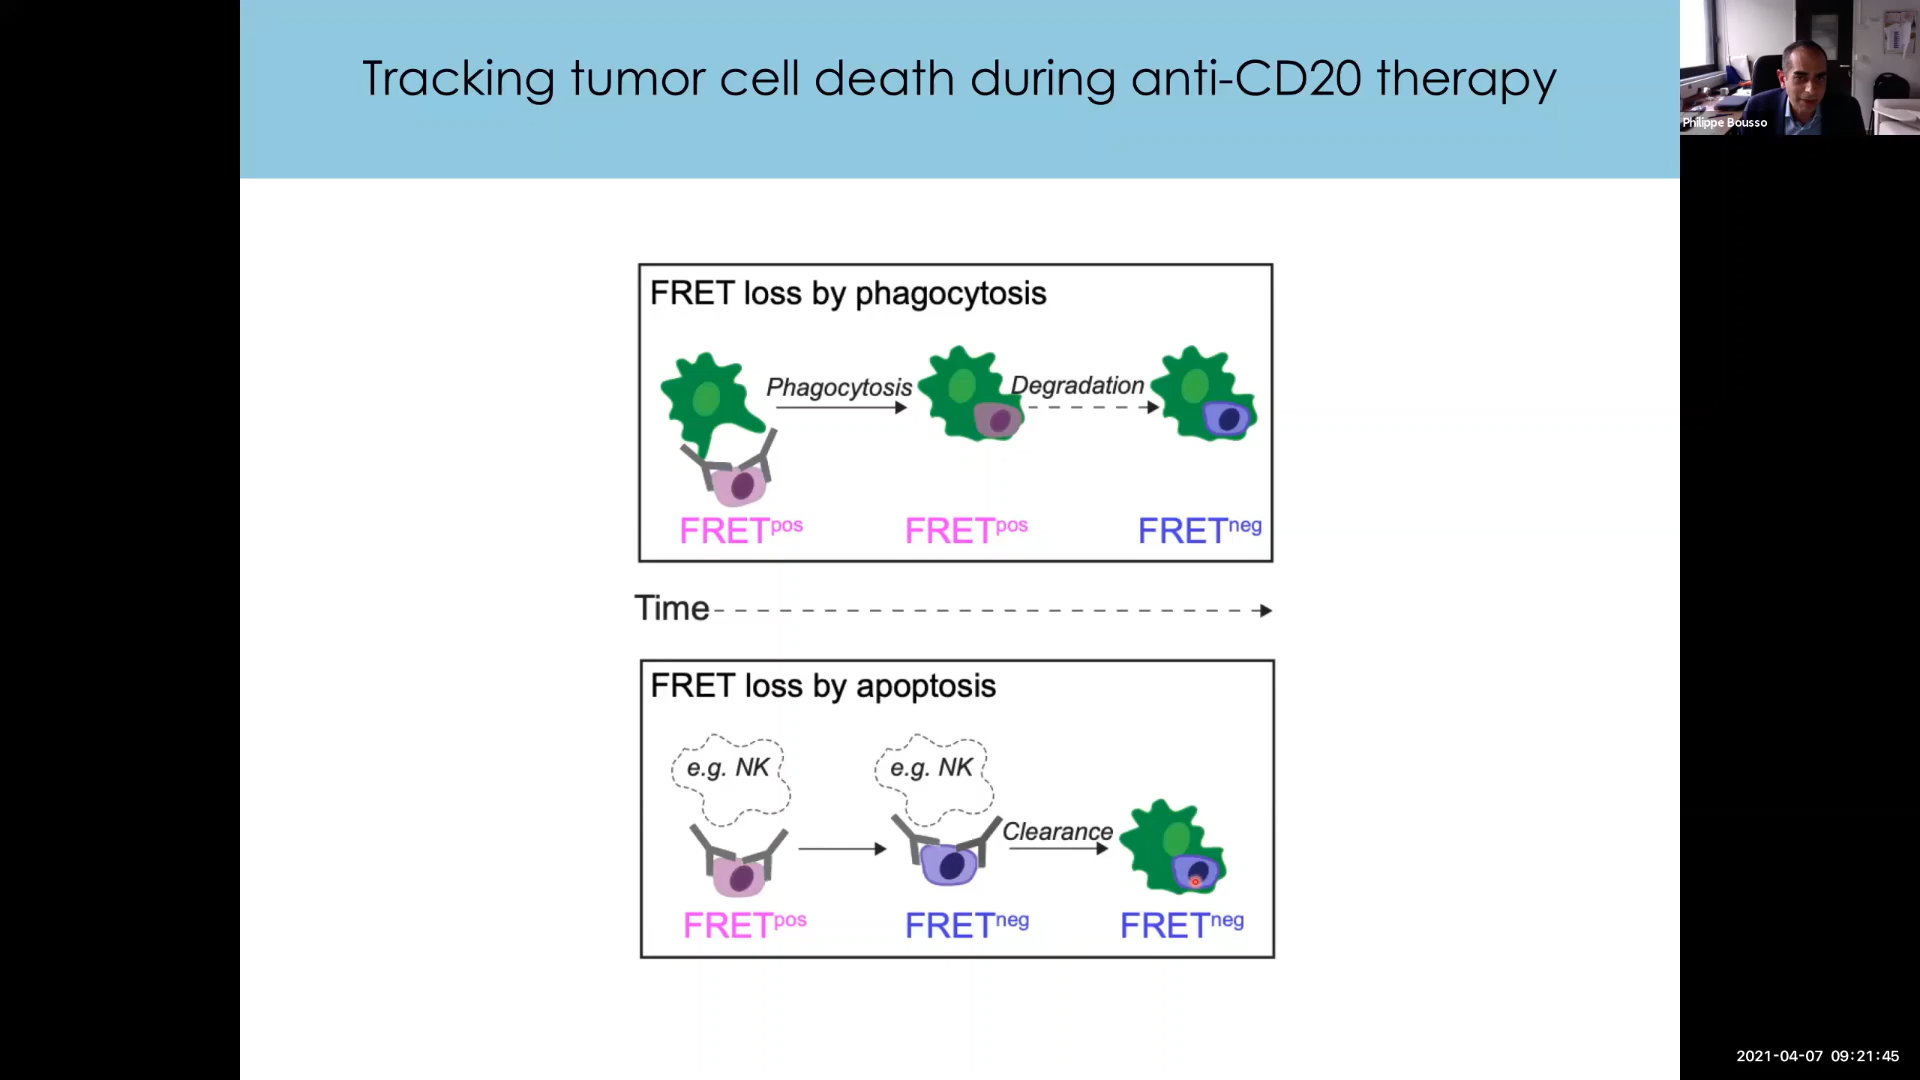 Tracking tumor cell death during anti-CD20 therapy
Philippe Bousso
FRET loss by phagocytosis
Phagocytosis
Degradation
FRETpos
FRETpos
FRETneg
Time
FRET loss by apoptosis
e.g. NK
e.g. NK
Clearance
FRETpos
FRETneg
FRETneg
2021-04-07 09:21:45